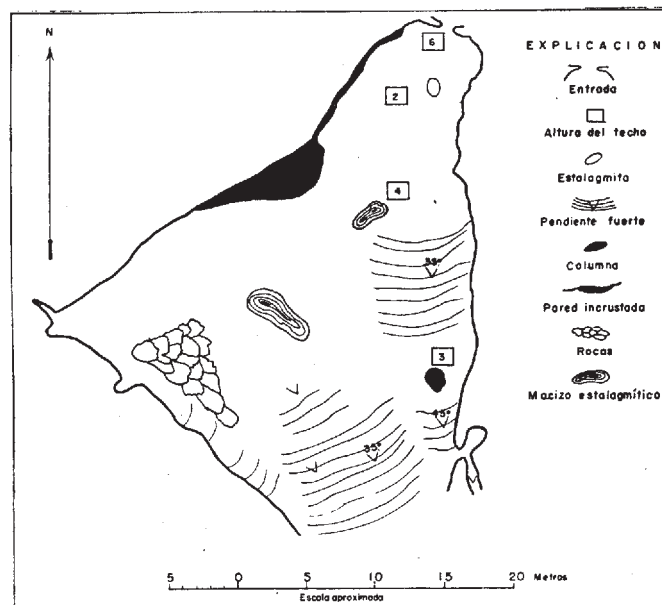 N
6
2
4
35°
3
45°
35°
EXPLICACION
Entrada
Altura del techo
Estalagmita
Pendiente fuerte
Columna
Pared incrustada
Rocas
Macizo estalagmítico
5 0 5 10 15 20 Metros
Escala aproximada